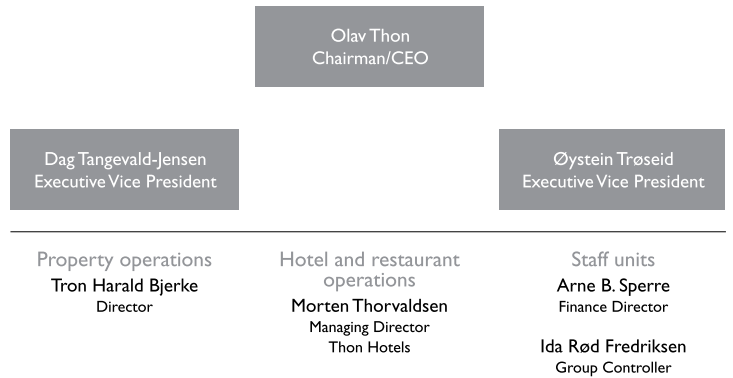 Olav Thon
Chairman/CEO
Dag Tangevald-Jensen
Executive Vice President
Øystein Trøseid
Executive Vice President
Property operations
Tron Harald Bjerke
Director
Hotel and restaurant
operations
Morten Thorvaldsen
Managing Director
Thon Hotels
Staff units
Arne B. Sperre
Finance Director
Ida Rød Fredriksen
Group Controller